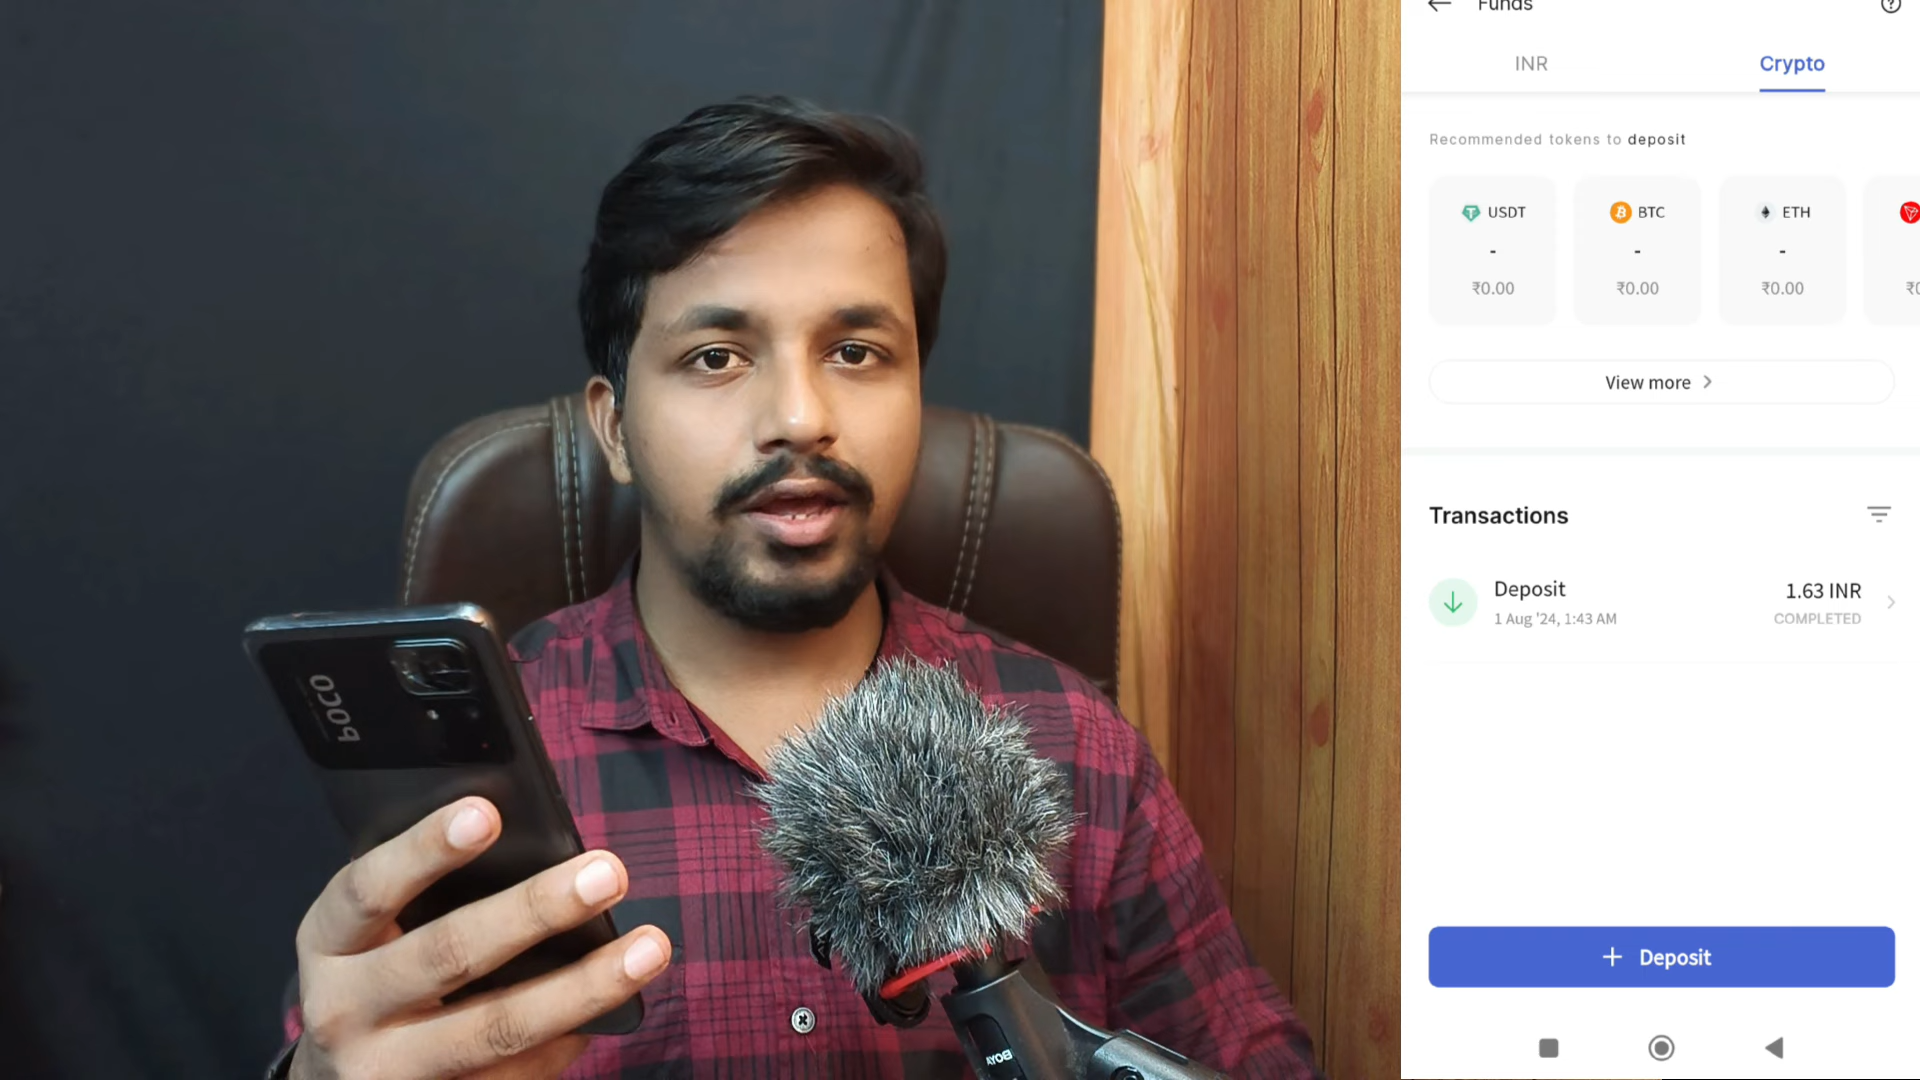 Funds
INR
Crypto
Recommended tokens to deposit
USDT
-
₹0.00
BTC
-
₹0.00
ETH
-
₹0.00
View more
Transactions
Deposit
1.63 INR
1 Aug '24, 1:43 AM
COMPLETED
+ Deposit
POCO
BOYA